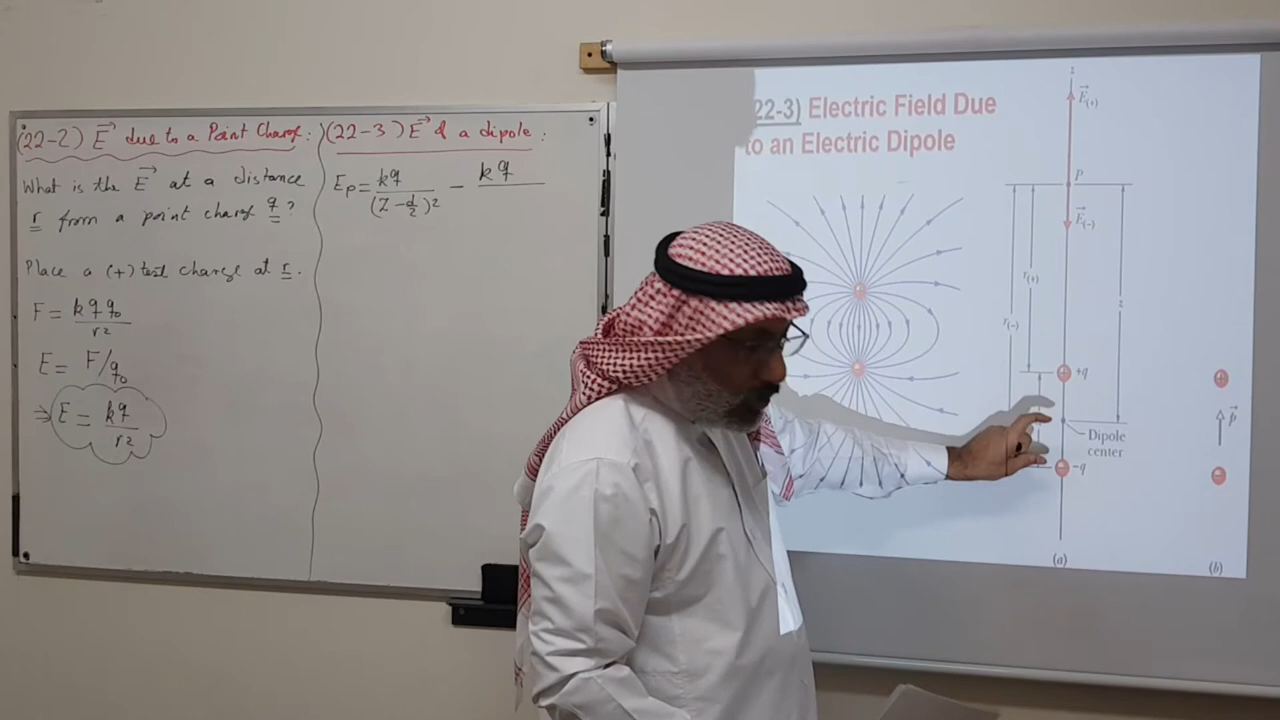 (22-2) E due to a Point Charge:
What is the E at a distance
r from a point charge q?
Place a (+) test charge at r.
F = kqq₀/r²
E = F/q₀
⇒ E = kq/r²
(22-3) E of a dipole:
Eₚ = kq/(Z-d/2)² - kq
22-3) Electric Field Due
to an Electric Dipole
z
E(+)
P
E(-)
r(+)
z
r(-)
+q
Dipole
center
-q
p
(a)
(b)